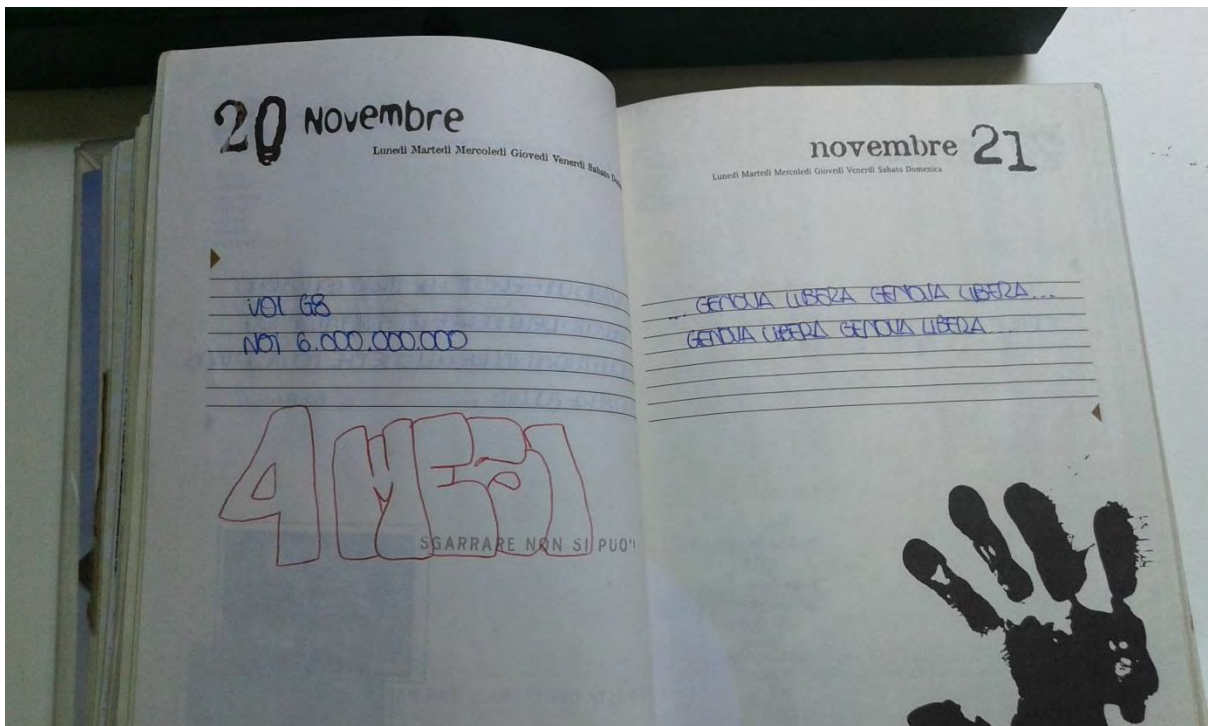 20 Novembre
Lunedì Martedì Mercoledì Giovedì Venerdì Sabato
VOI G8
NOI 6.000.000.000
4 MESI
SGARRARE NON SI PUO'!
novembre 21
Lunedì Martedì Mercoledì Giovedì Venerdì Sabato Domenica
... GENOVA LIBERA GENOVA LIBERA...
GENOVA LIBERA GENOVA LIBERA...